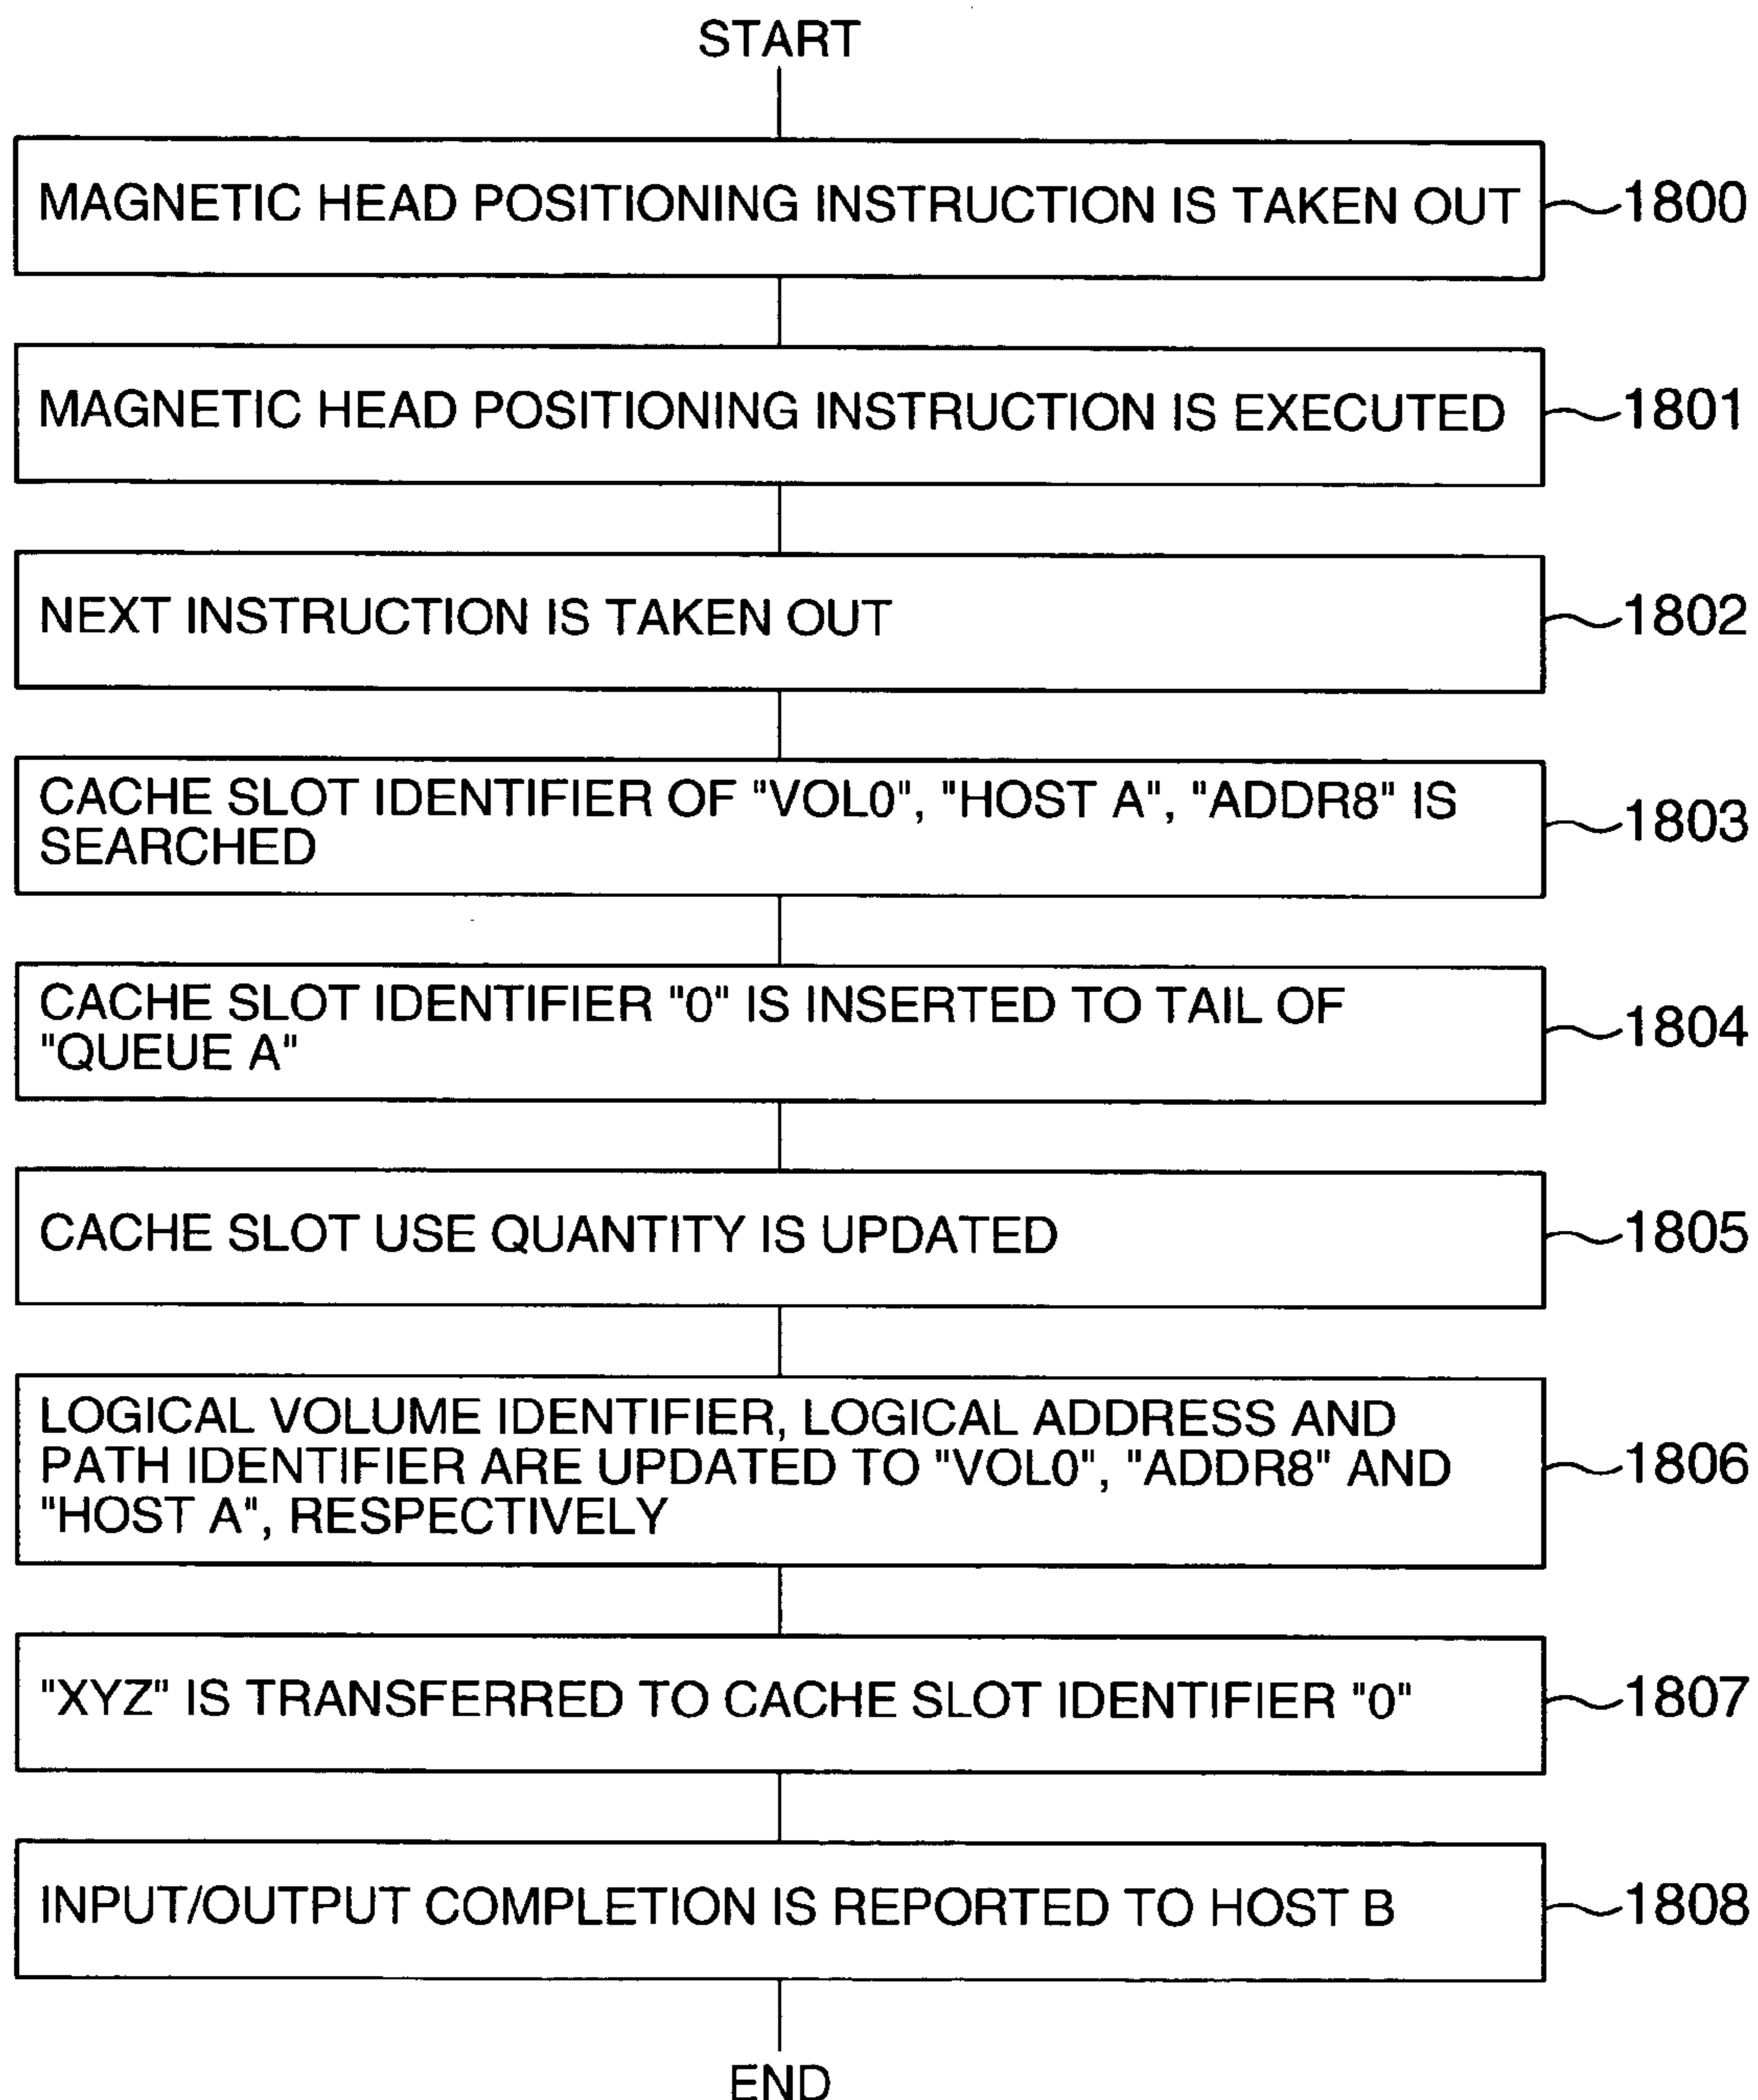 START
MAGNETIC HEAD POSITIONING INSTRUCTION IS TAKEN OUT
1800
MAGNETIC HEAD POSITIONING INSTRUCTION IS EXECUTED
1801
NEXT INSTRUCTION IS TAKEN OUT
1802
CACHE SLOT IDENTIFIER OF "VOL0", "HOST A", "ADDR8" IS
SEARCHED
1803
CACHE SLOT IDENTIFIER "0" IS INSERTED TO TAIL OF
"QUEUE A"
1804
CACHE SLOT USE QUANTITY IS UPDATED
1805
LOGICAL VOLUME IDENTIFIER, LOGICAL ADDRESS AND
PATH IDENTIFIER ARE UPDATED TO "VOL0", "ADDR8" AND
"HOST A", RESPECTIVELY
1806
"XYZ" IS TRANSFERRED TO CACHE SLOT IDENTIFIER "0"
1807
INPUT/OUTPUT COMPLETION IS REPORTED TO HOST B
1808
END